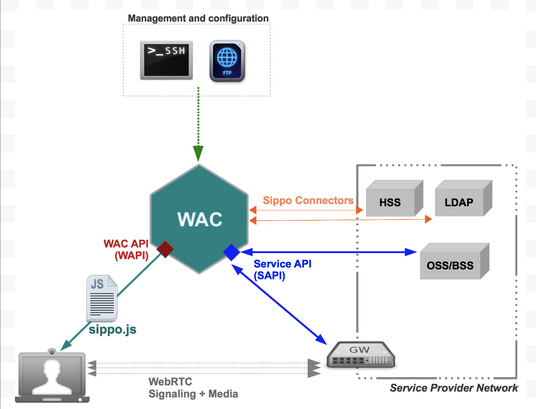 Management and configuration
>_SSH
FTP
Sippo Connectors
HSS
LDAP
WAC
WAC API
(WAPI)
Service API
(SAPI)
OSS/BSS
JS
sippo.js
GW
WebRTC
Signaling + Media
Service Provider Network